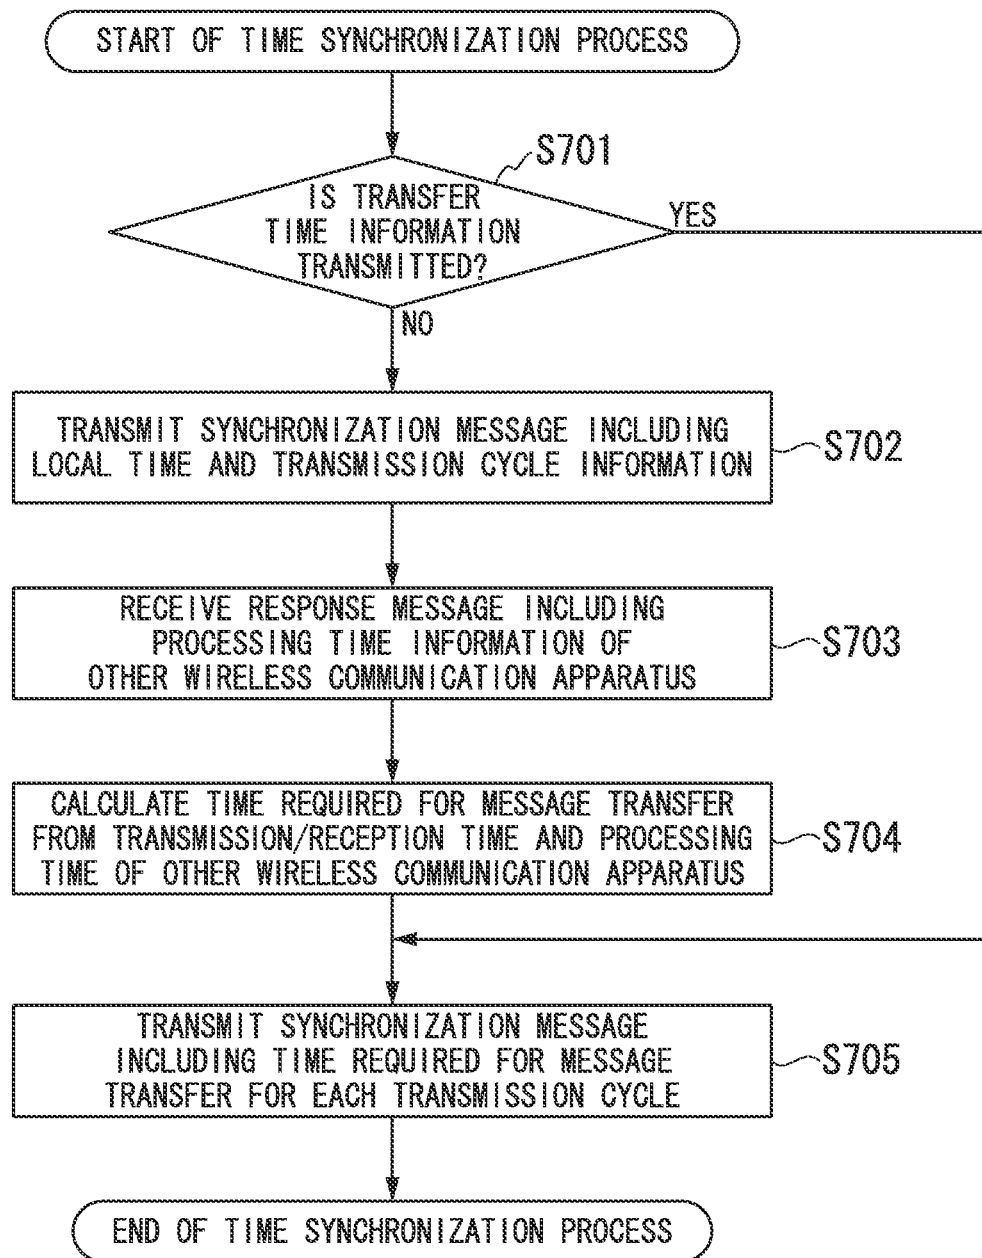 START OF TIME SYNCHRONIZATION PROCESS
S701
IS TRANSFER
TIME INFORMATION
TRANSMITTED?
YES
NO
TRANSMIT SYNCHRONIZATION MESSAGE INCLUDING
LOCAL TIME AND TRANSMISSION CYCLE INFORMATION
S702
RECEIVE RESPONSE MESSAGE INCLUDING
PROCESSING TIME INFORMATION OF
OTHER WIRELESS COMMUNICATION APPARATUS
S703
CALCULATE TIME REQUIRED FOR MESSAGE TRANSFER
FROM TRANSMISSION/RECEPTION TIME AND PROCESSING
TIME OF OTHER WIRELESS COMMUNICATION APPARATUS
S704
TRANSMIT SYNCHRONIZATION MESSAGE
INCLUDING TIME REQUIRED FOR MESSAGE
TRANSFER FOR EACH TRANSMISSION CYCLE
S705
END OF TIME SYNCHRONIZATION PROCESS